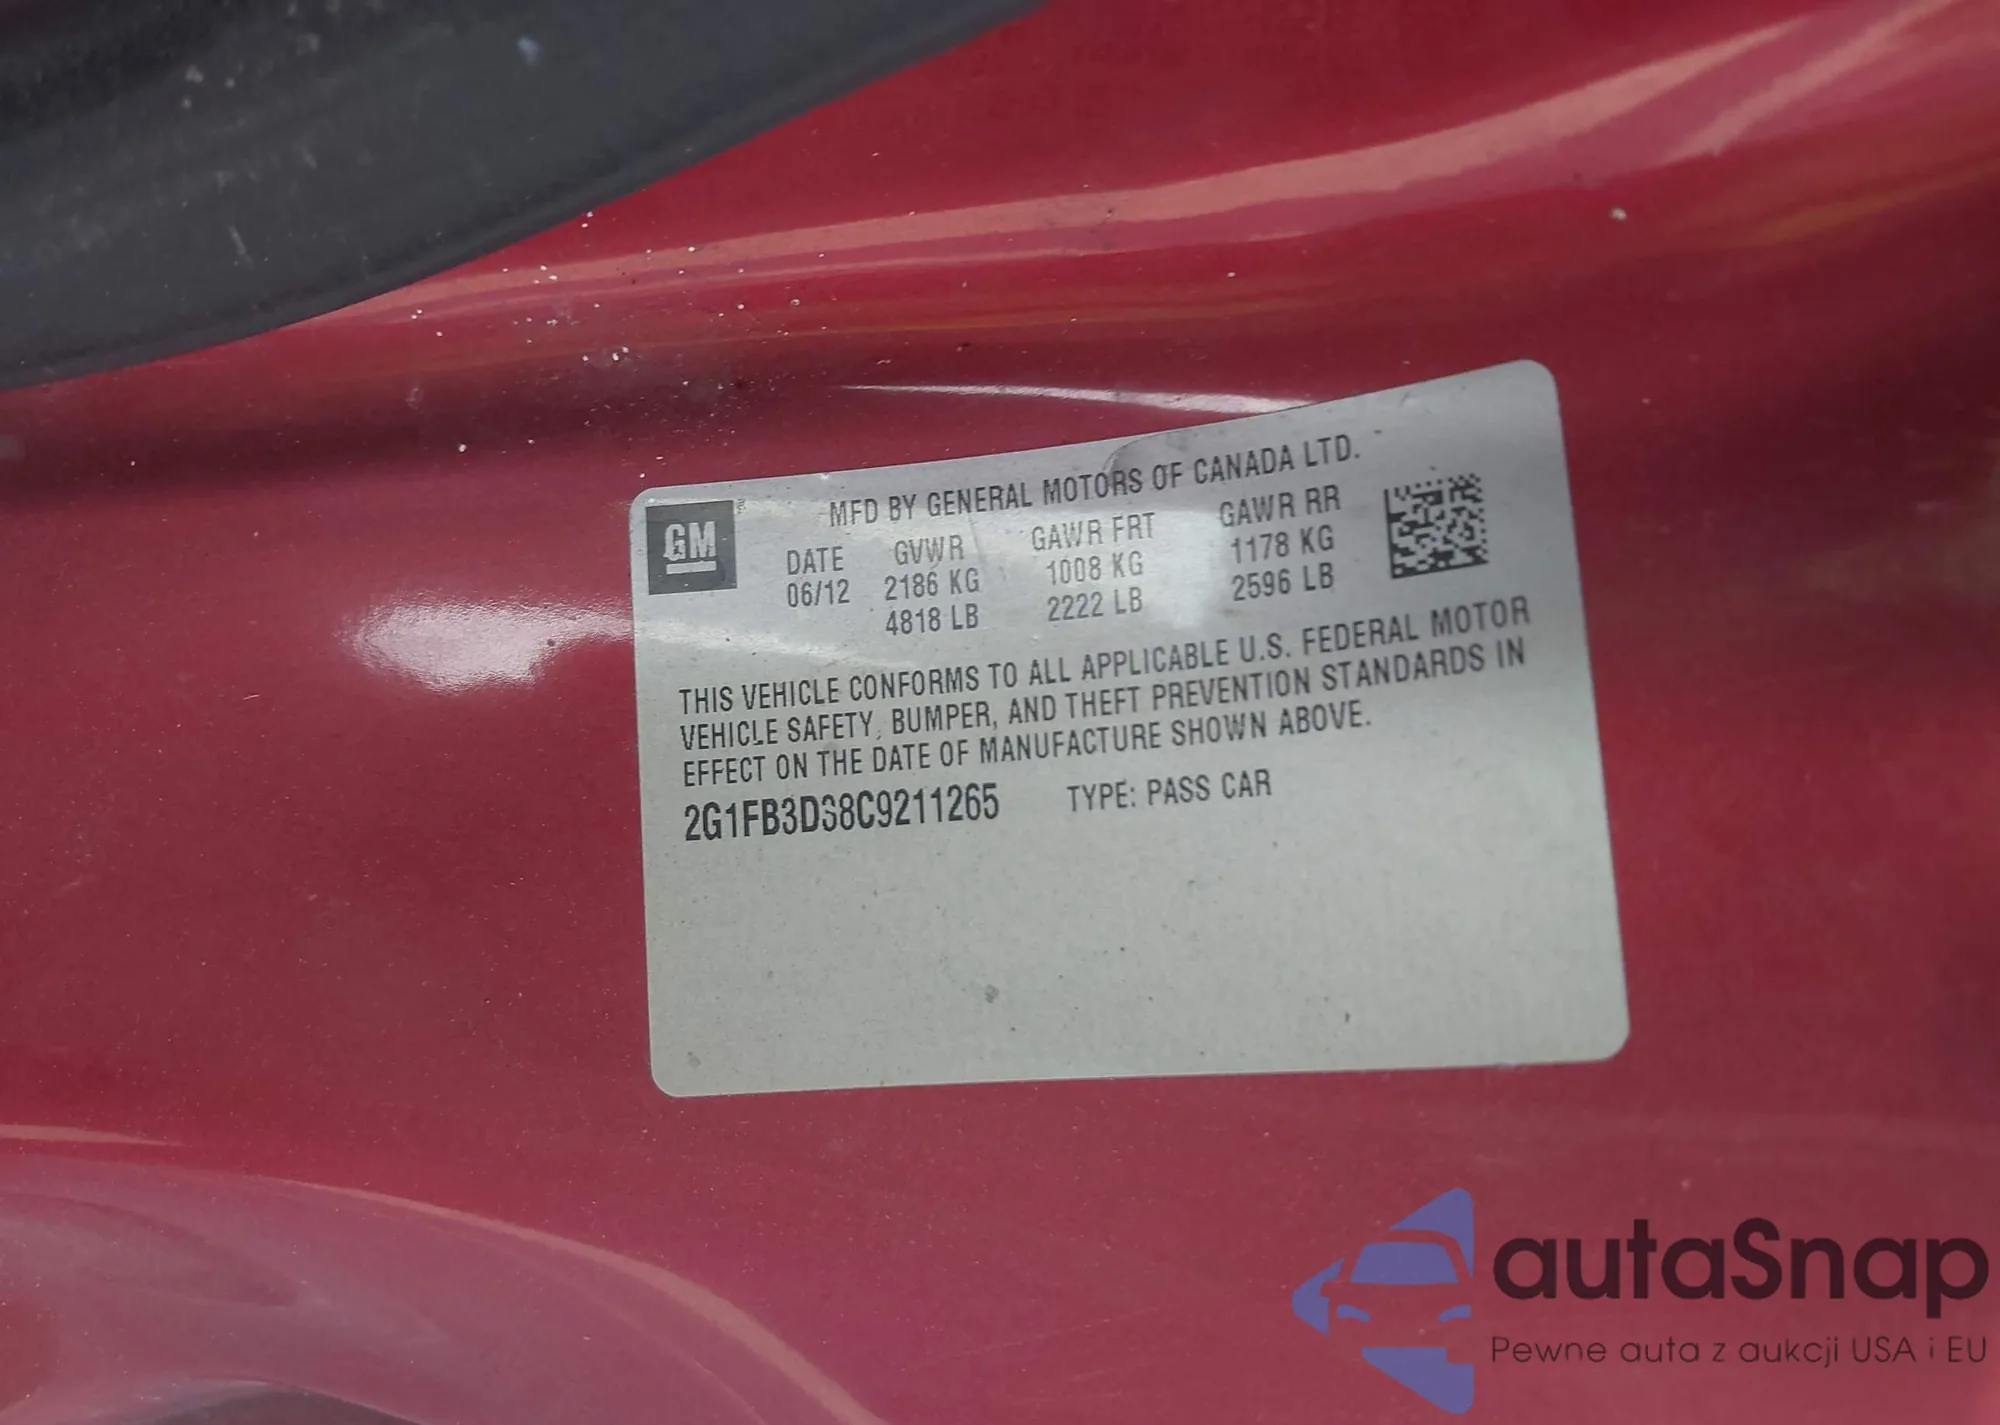 MFD BY GENERAL MOTORS OF CANADA LTD.
GM
DATE GVWR GAWR FRT GAWR RR
06/12 2186 KG 1008 KG 1178 KG
4818 LB 2222 LB 2596 LB
THIS VEHICLE CONFORMS TO ALL APPLICABLE U.S. FEDERAL MOTOR
VEHICLE SAFETY, BUMPER, AND THEFT PREVENTION STANDARDS IN
EFFECT ON THE DATE OF MANUFACTURE SHOWN ABOVE.
2G1FB3DS8C9211265 TYPE: PASS CAR
autaSnap
Pewne auta z aukcji USA i EU